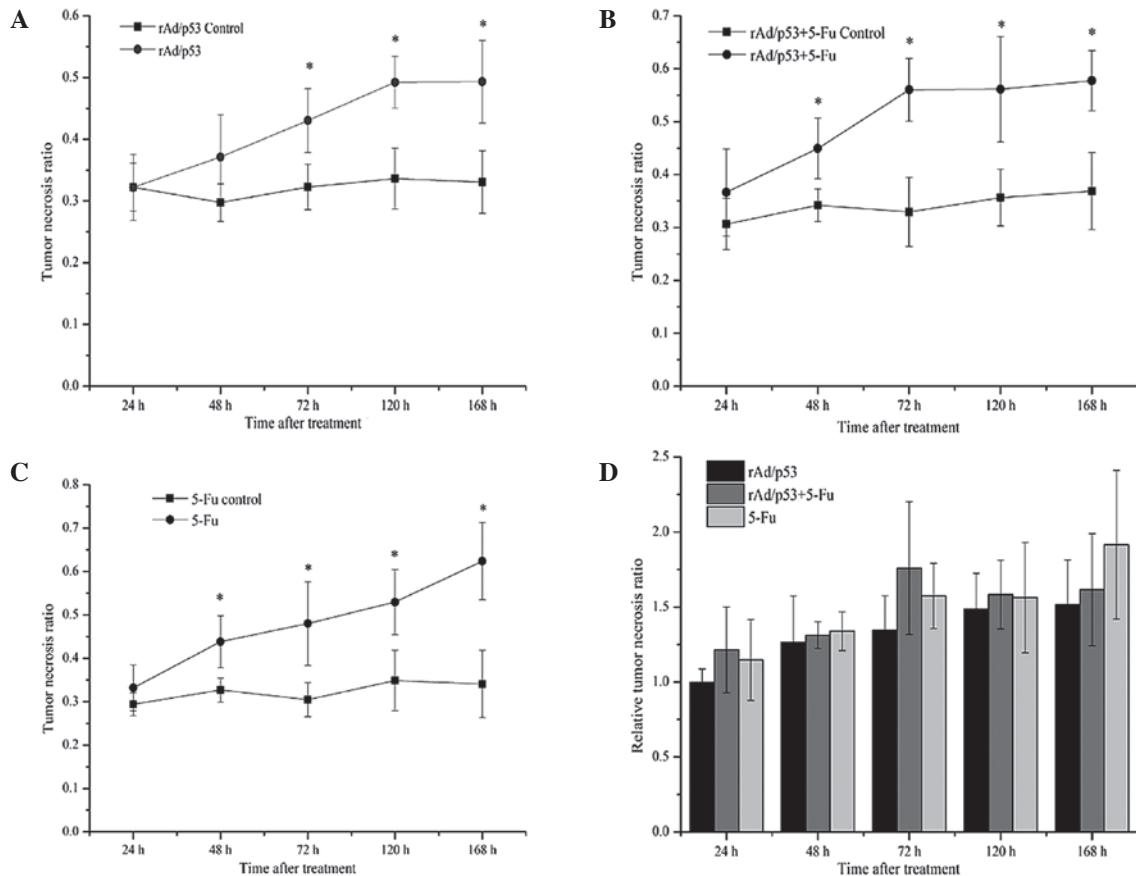 A
rAd/p53 Control
rAd/p53
Tumor necrosis ratio
0.6
0.5
0.4
0.3
0.2
0.1
0.0
* * *
24 h 48 h 72 h 120 h 168 h
Time after treatment
B
rAd/p53+5-Fu Control
rAd/p53+5-Fu
Tumor necrosis ratio
0.7
0.6
0.5
0.4
0.3
0.2
0.1
0.0
* * * *
24 h 48 h 72 h 120 h 168 h
Time after treatment
C
5-Fu control
5-Fu
Tumor necrosis ratio
0.8
0.7
0.6
0.5
0.4
0.3
0.2
0.1
0.0
* * * *
24 h 48 h 72 h 120 h 168 h
Time after treatment
D
rAd/p53
rAd/p53+5-Fu
5-Fu
Relative tumor necrosis ratio
2.5
2.0
1.5
1.0
0.5
0.0
24 h 48 h 72 h 120 h 168 h
Time after treatment